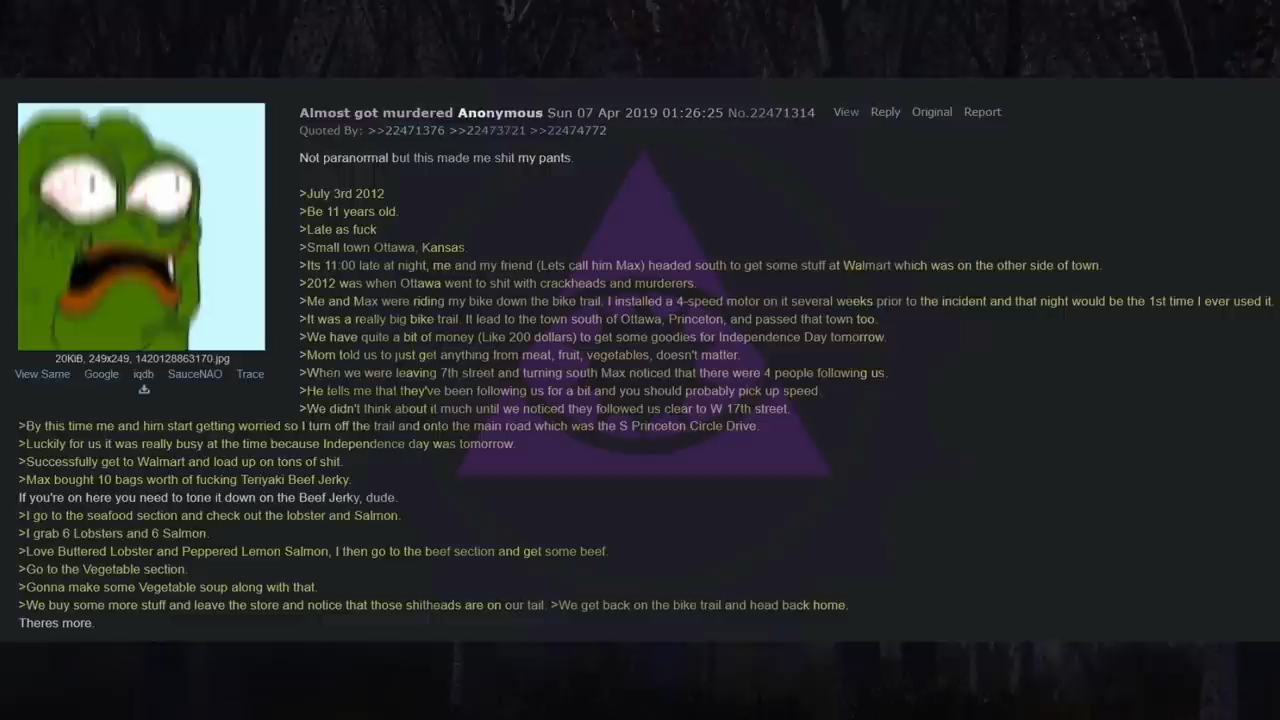 Almost got murdered Anonymous Sun 07 Apr 2019 01:26:25 No.22471314 View Reply Original Report
Quoted By: >>22471376 >>22473721 >>22474772
Not paranormal but this made me shit my pants.
>July 3rd 2012
>Be 11 years old.
>Late as fuck
>Small town Ottawa, Kansas.
>Its 11:00 late at night, me and my friend (Lets call him Max) headed south to get some stuff at Walmart which was on the other side of town.
>2012 was when Ottawa went to shit with crackheads and murderers.
>Me and Max were riding my bike down the bike trail. I installed a 4-speed motor on it several weeks prior to the incident and that night would be the 1st time I ever used it.
>It was a really big bike trail. It lead to the town south of Ottawa, Princeton, and passed that town too.
>We have quite a bit of money (Like 200 dollars) to get some goodies for Independence Day tomorrow.
>Mom told us to just get anything from meat, fruit, vegetables, doesn't matter.
>When we were leaving 7th street and turning south Max noticed that there were 4 people following us.
>He tells me that they've been following us for a bit and you should probably pick up speed.
>We didn't think about it much until we noticed they followed us clear to W 17th street.
20KiB, 249x249, 1420128863170.jpg
View Same Google iqdb SauceNAO Trace
>By this time me and him start getting worried so I turn off the trail and onto the main road which was the S Princeton Circle Drive.
>Luckily for us it was really busy at the time because Independence day was tomorrow.
>Successfully get to Walmart and load up on tons of shit.
>Max bought 10 bags worth of fucking Teriyaki Beef Jerky.
If you're on here you need to tone it down on the Beef Jerky, dude.
>I go to the seafood section and check out the lobster and Salmon.
>I grab 6 Lobsters and 6 Salmon.
>Love Buttered Lobster and Peppered Lemon Salmon, I then go to the beef section and get some beef.
>Go to the Vegetable section.
>Gonna make some Vegetable soup along with that.
>We buy some more stuff and leave the store and notice that those shitheads are on our tail. >We get back on the bike trail and head back home.
Theres more.